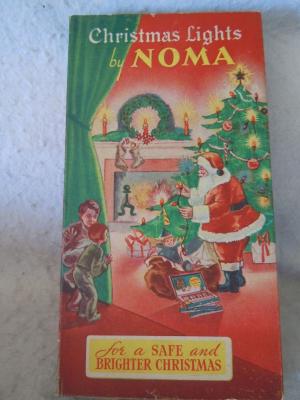 Christmas Lights
by NOMA
for a SAFE and
BRIGHTER CHRISTMAS